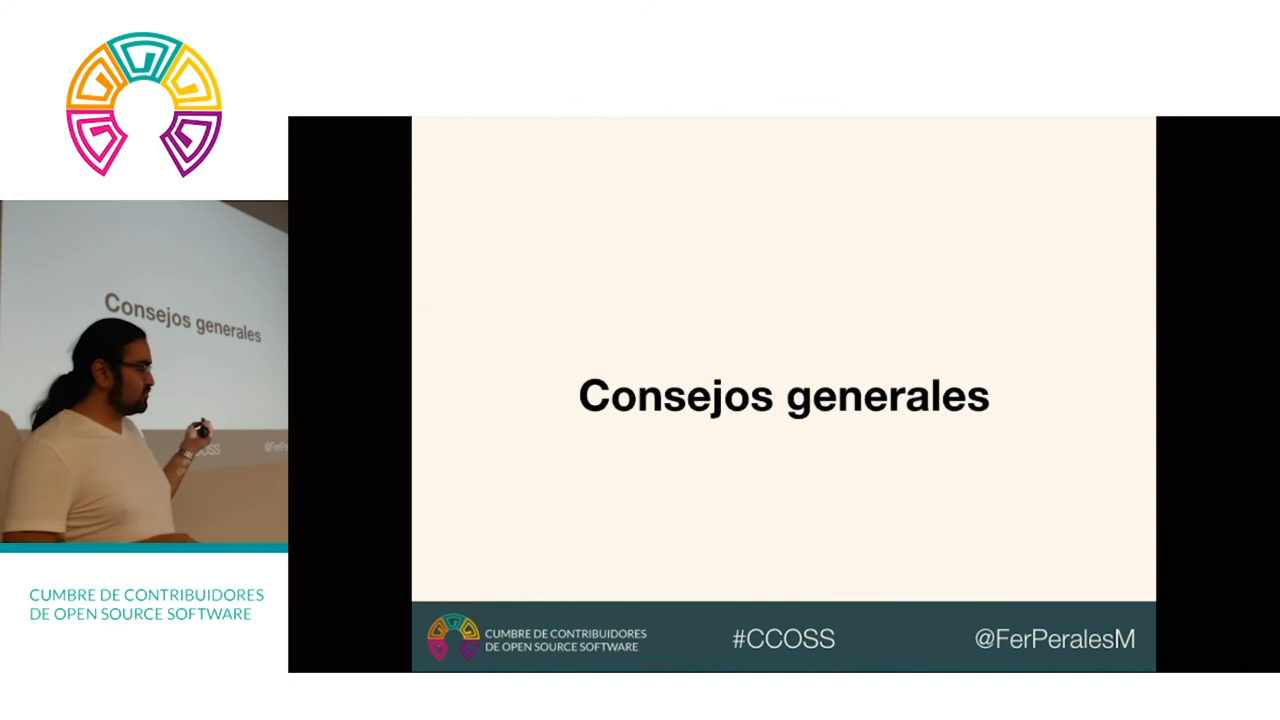 Consejos generales
CUMBRE DE CONTRIBUIDORES
DE OPEN SOURCE SOFTWARE
Consejos generales
CUMBRE DE CONTRIBUIDORES
DE OPEN SOURCE SOFTWARE
#CCOSS
@FerPeralesM